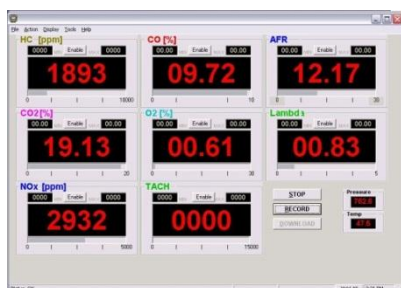 File Action Display Tools Help
HC [ppm] CO [%] AFR
0000 Enable 0000 00.00 Enable 00.00 00.00 Enable 00.00
1893 09.72 12.17
0 10000 0 10 0 30
CO2[%] O2 [%] Lambda
00.00 Enable 00.00 00.00 Enable 00.00 00.00 Enable 00.00
19.13 00.61 00.83
0 20 0 30 0 5
NOx [ppm] TACH
0000 Enable 0000 0000 Enable 0000
2932 0000
0 5000 0 15000
STOP Pressure
RECORD 762.6
DOWNLOAD Temp
47.5